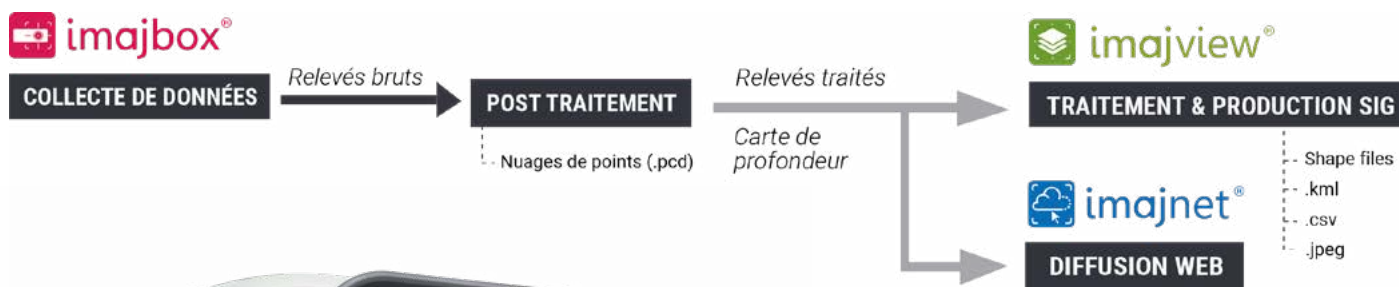 imajbox®
COLLECTE DE DONNÉES
Relevés bruts
POST TRAITEMENT
Nuages de points (.pcd)
Relevés traités
Carte de
profondeur
imajview®
TRAITEMENT & PRODUCTION SIG
Shape files
.kml
.csv
.jpeg
imajnet®
DIFFUSION WEB